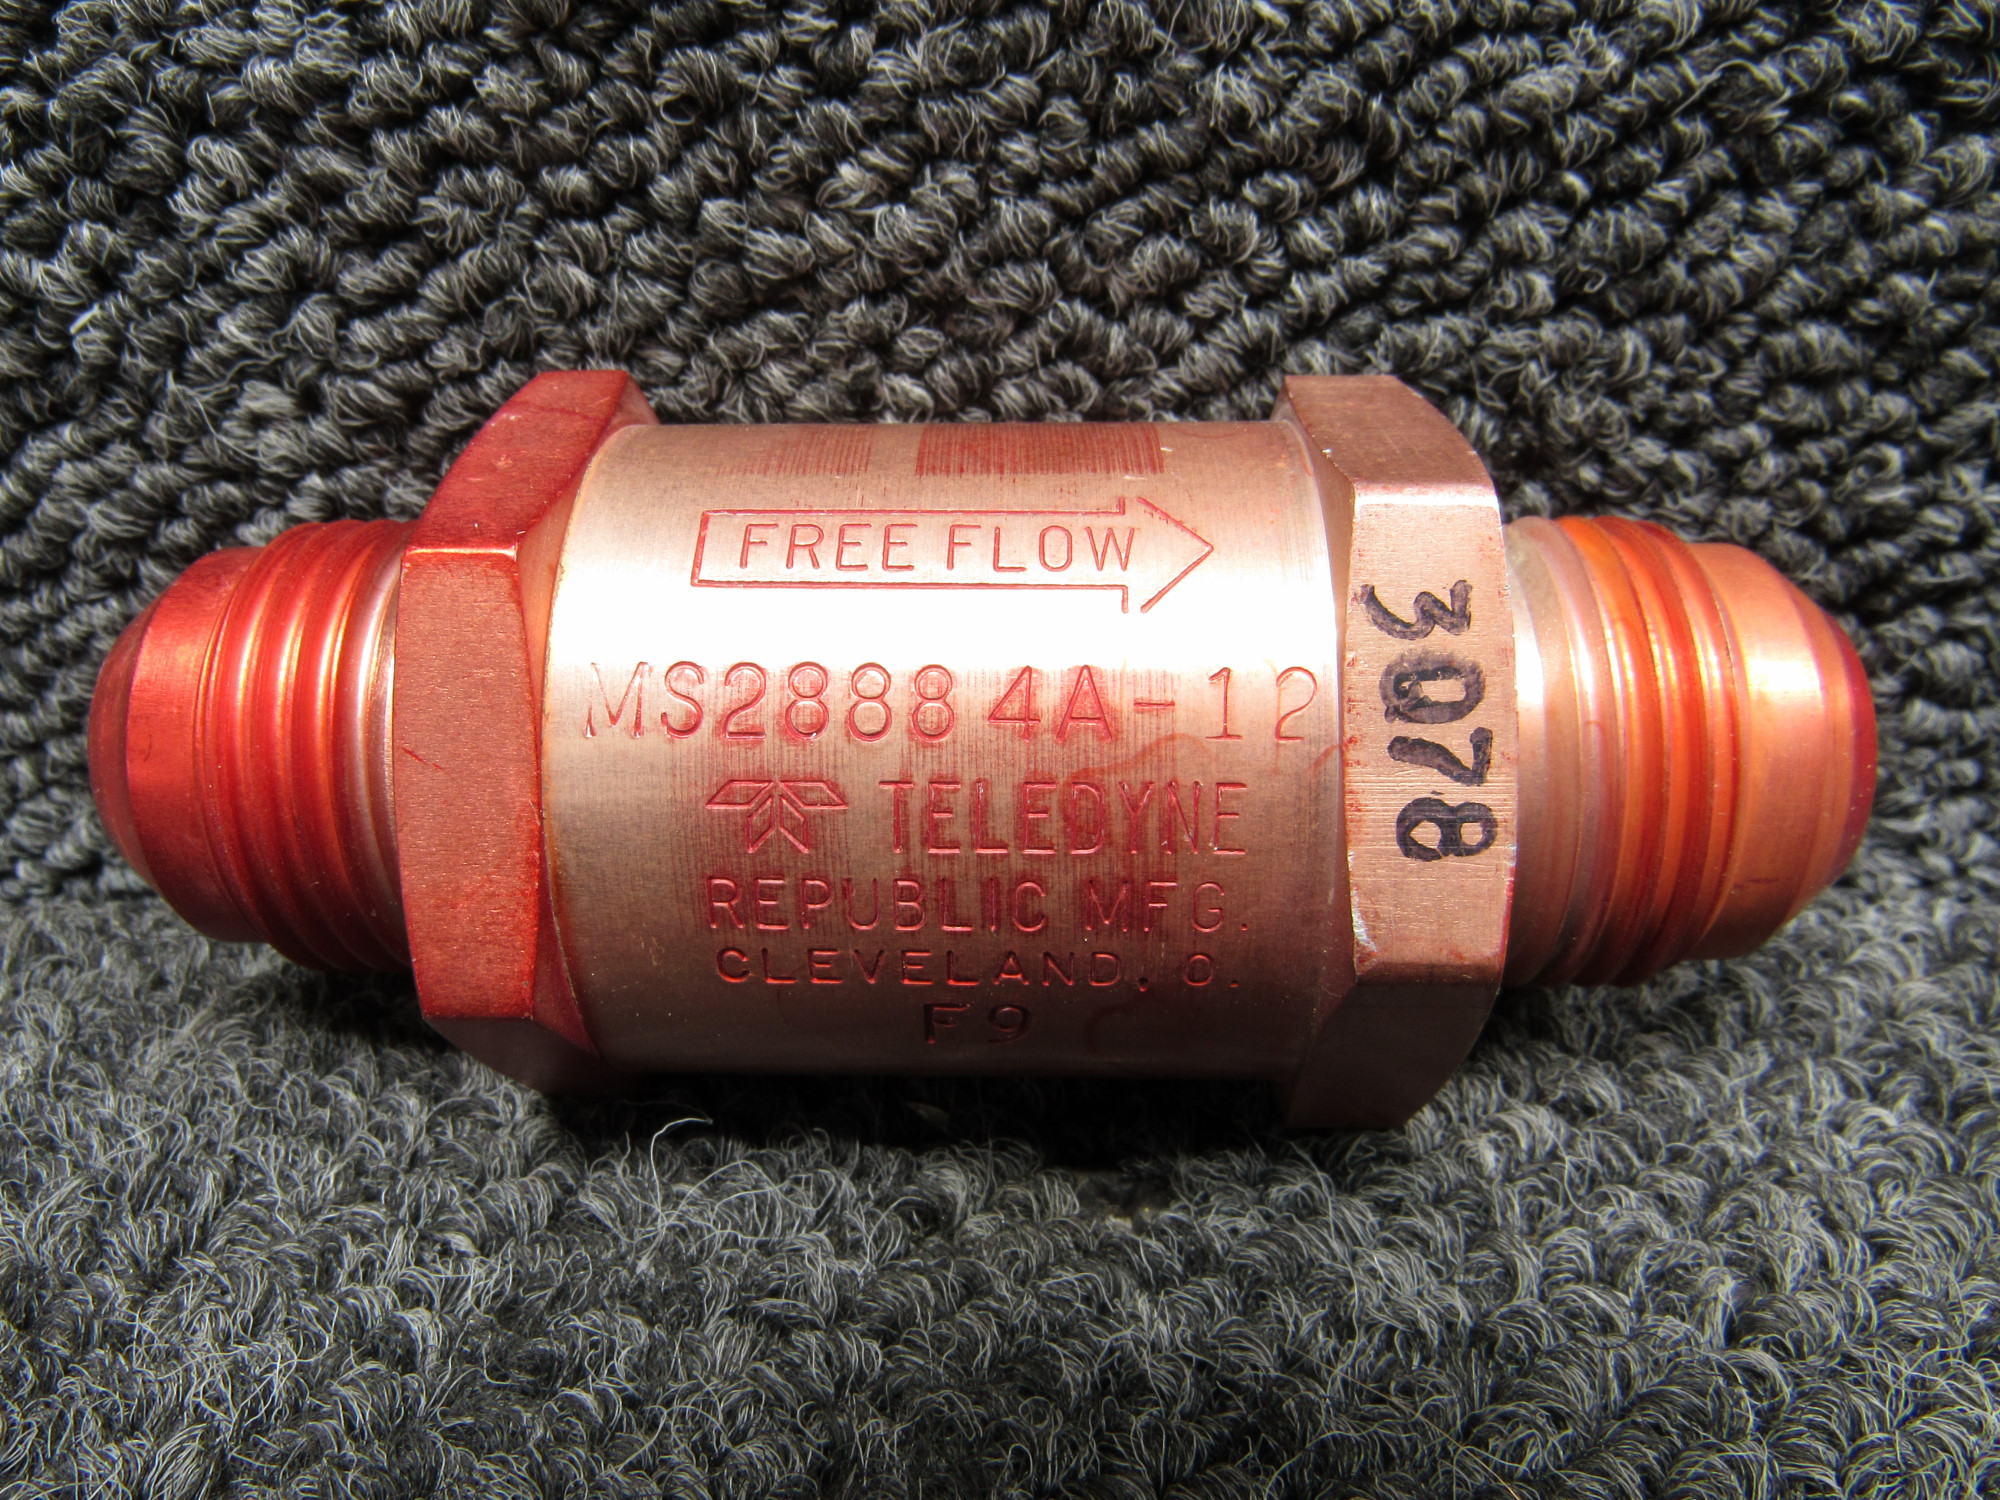 FREE FLOW
MS28884A-12
TELEDYNE
REPUBLIC MFG.
CLEVELAND, O.
F9
3078